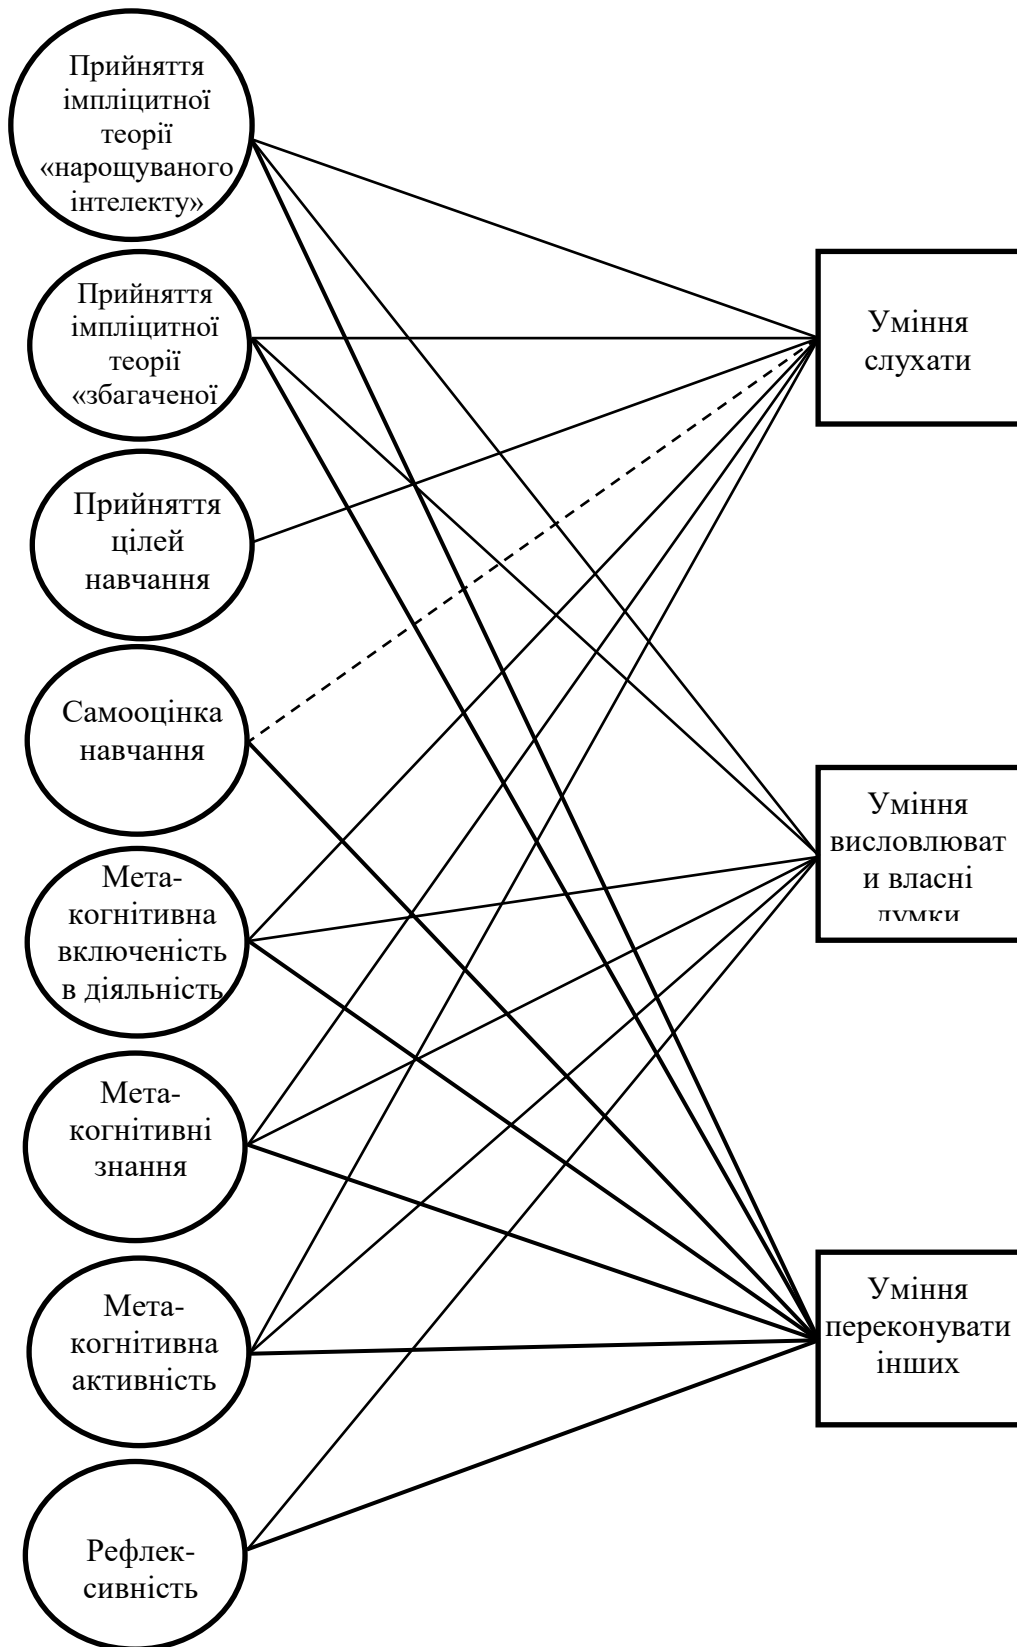 Прийняття
імпліцитної
теорії
«нарощуваного
інтелекту»
Прийняття
імпліцитної
теорії
«збагаченої
Прийняття
цілей
навчання
Самооцінка
навчання
Мета-
когнітивна
включеність
в діяльність
Мета-
когнітивні
знання
Мета-
когнітивна
активність
Рефлек-
сивність
Уміння
слухати
Уміння
висловлюват
и власні
думки
Уміння
переконувати
інших